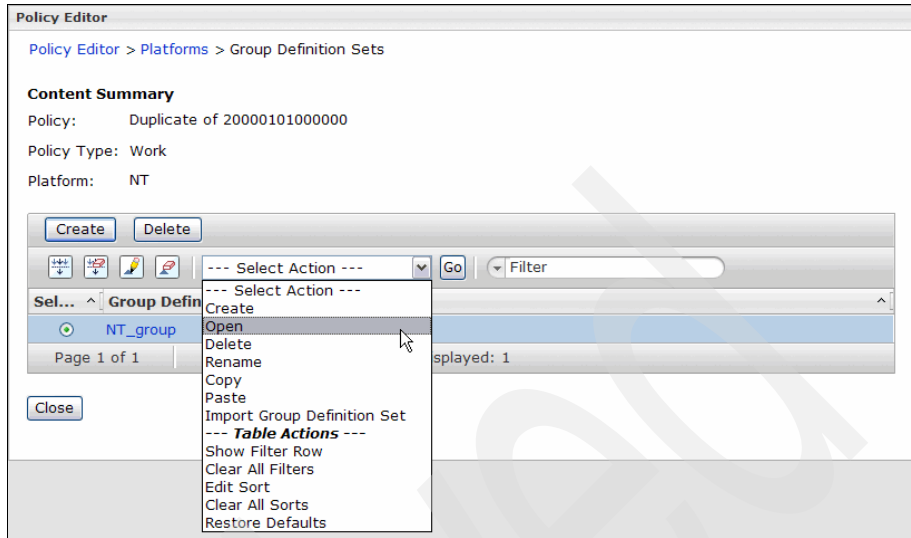 Policy Editor
Policy Editor > Platforms > Group Definition Sets
Content Summary
Policy: Duplicate of 20000101000000
Policy Type: Work
Platform: NT
Create Delete
--- Select Action --- Go Filter
--- Select Action ---
Sel... ^ Group Defin ^
Create
NT_group
Open
Delete
Page 1 of 1 splayed: 1
Rename
Copy
Paste
Close
Import Group Definition Set
--- Table Actions ---
Show Filter Row
Clear All Filters
Edit Sort
Clear All Sorts
Restore Defaults